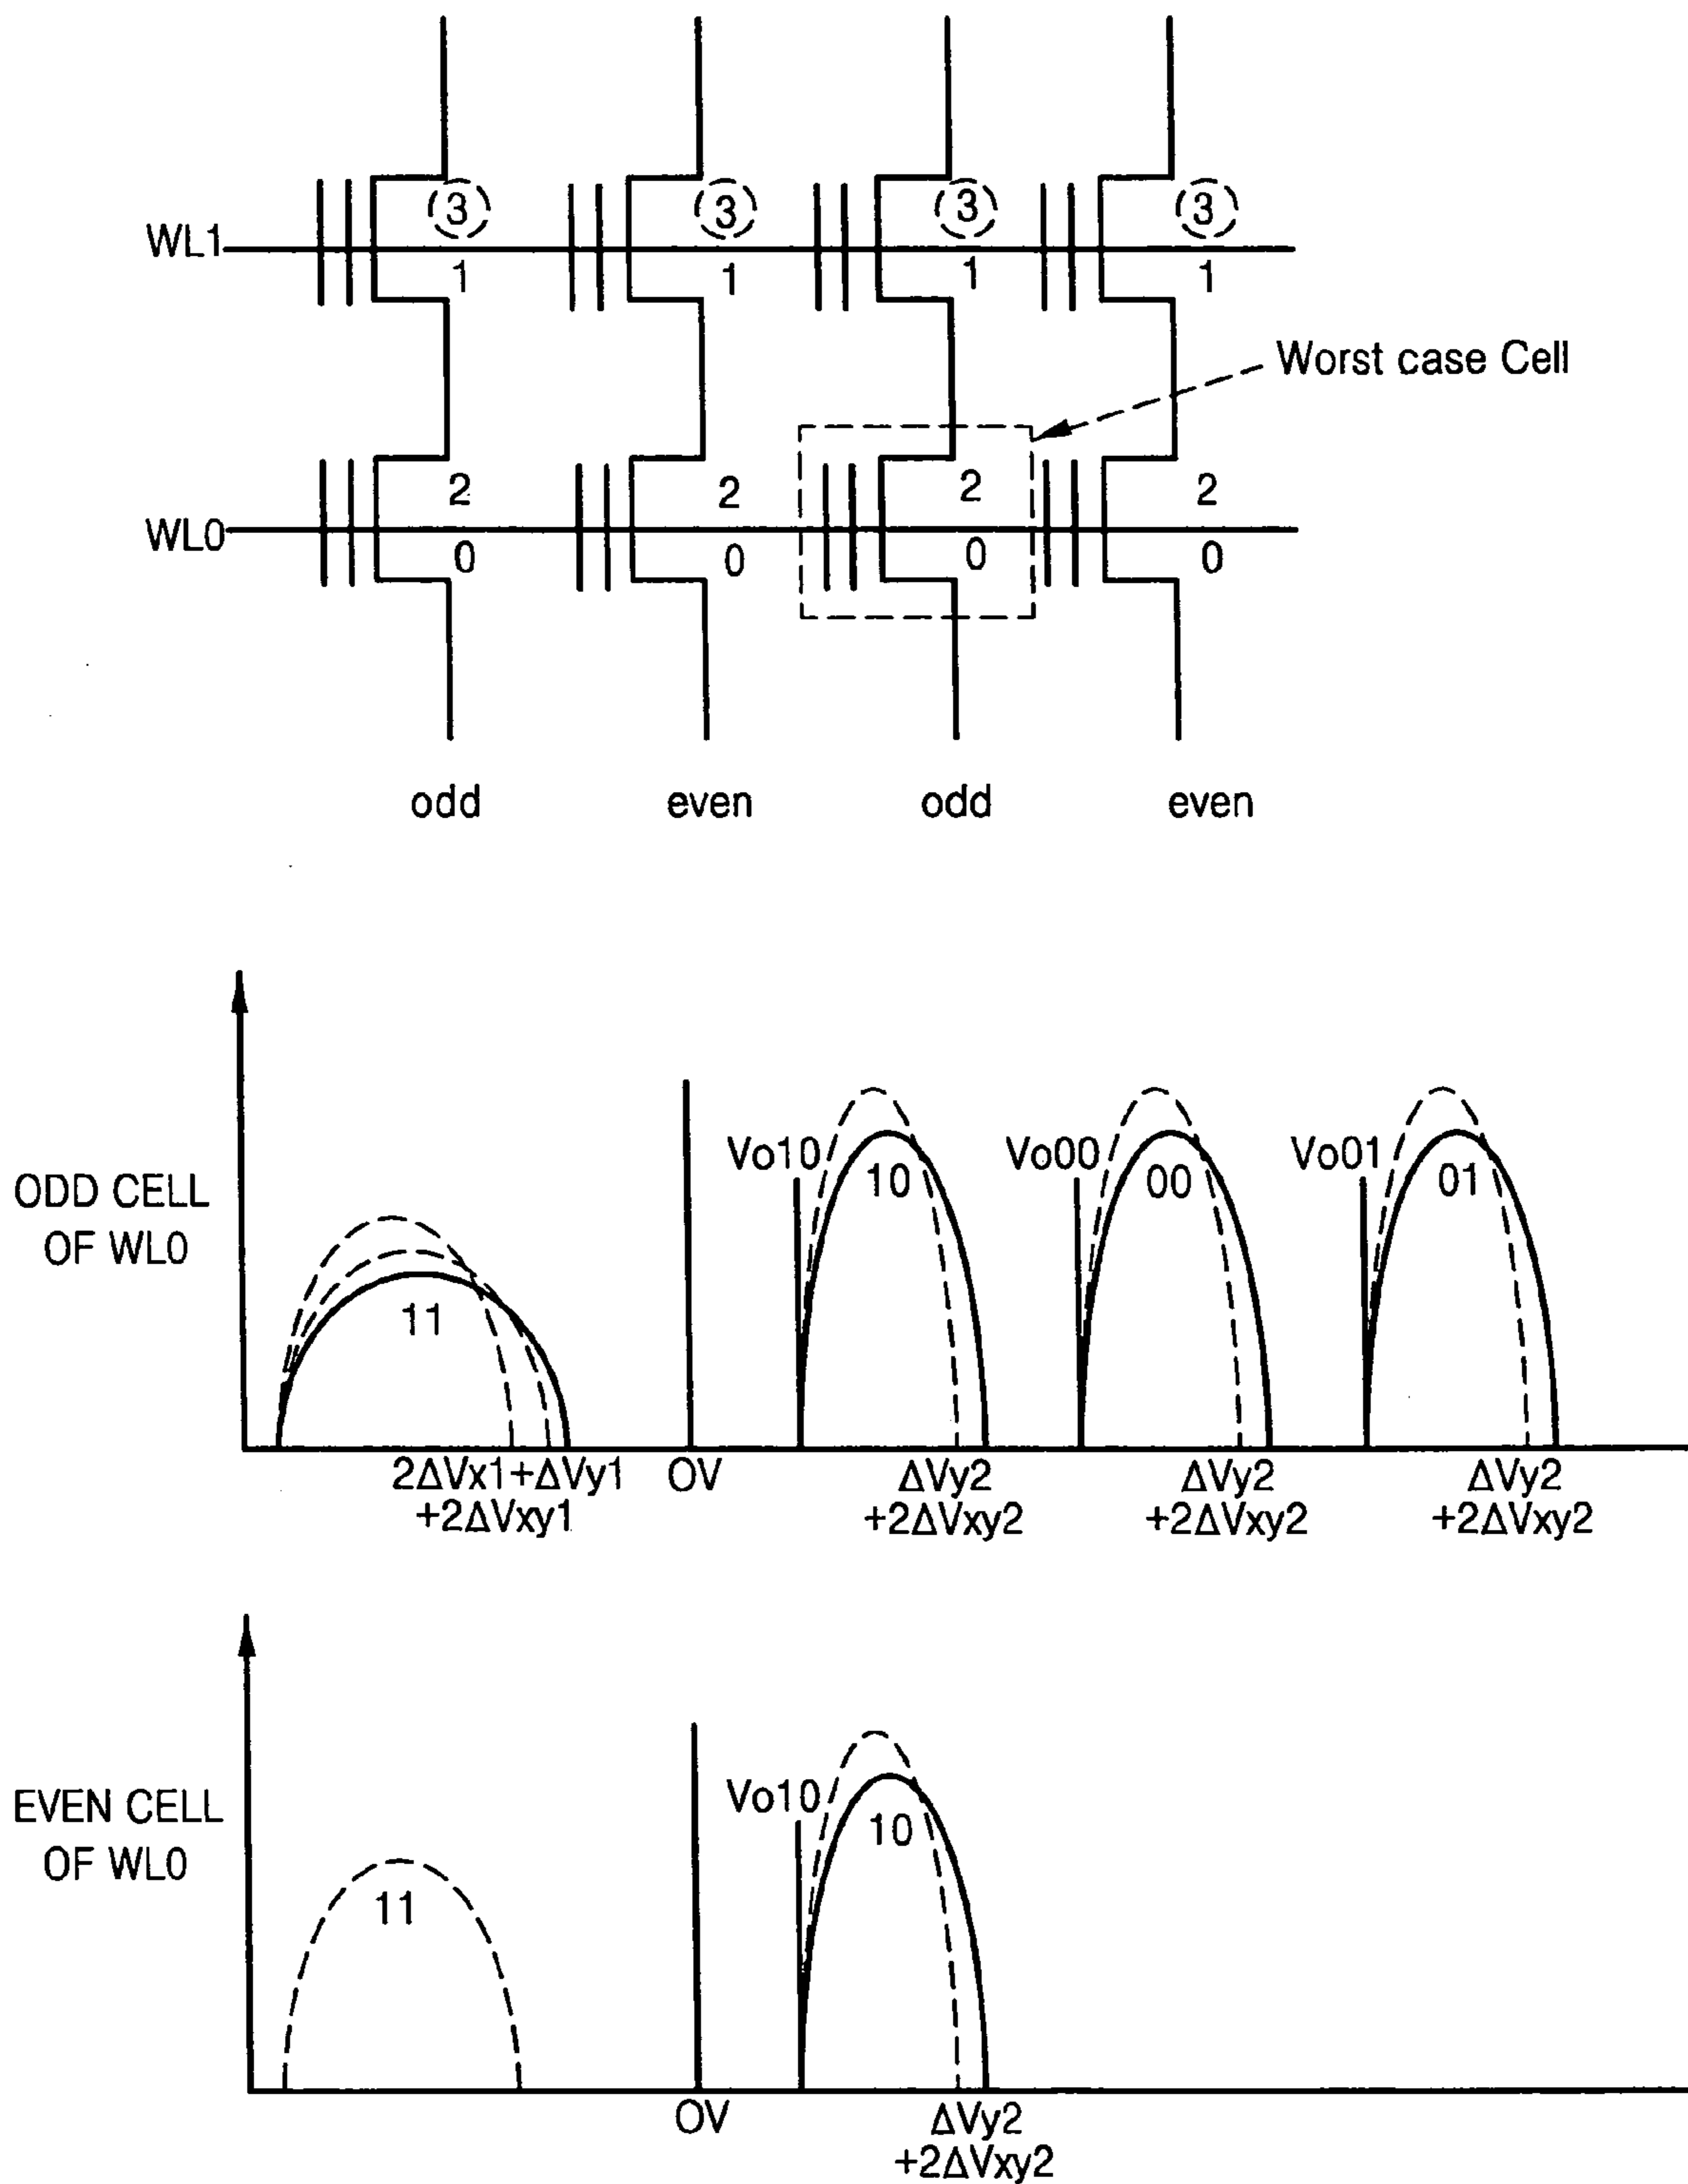 3 3 3 3
WL1
1 1 1 1
Worst case Cell
2 2 2 2
WL0
0 0 0 0
odd even odd even
Vo10 Vo00 Vo01
10 00 01
ODD CELL
OF WL0
11
2ΔVx1+ΔVy1 OV ΔVy2 ΔVy2 ΔVy2
+2ΔVxy1 +2ΔVxy2 +2ΔVxy2 +2ΔVxy2
Vo10
EVEN CELL 10
OF WL0
11
OV ΔVy2
+2ΔVxy2